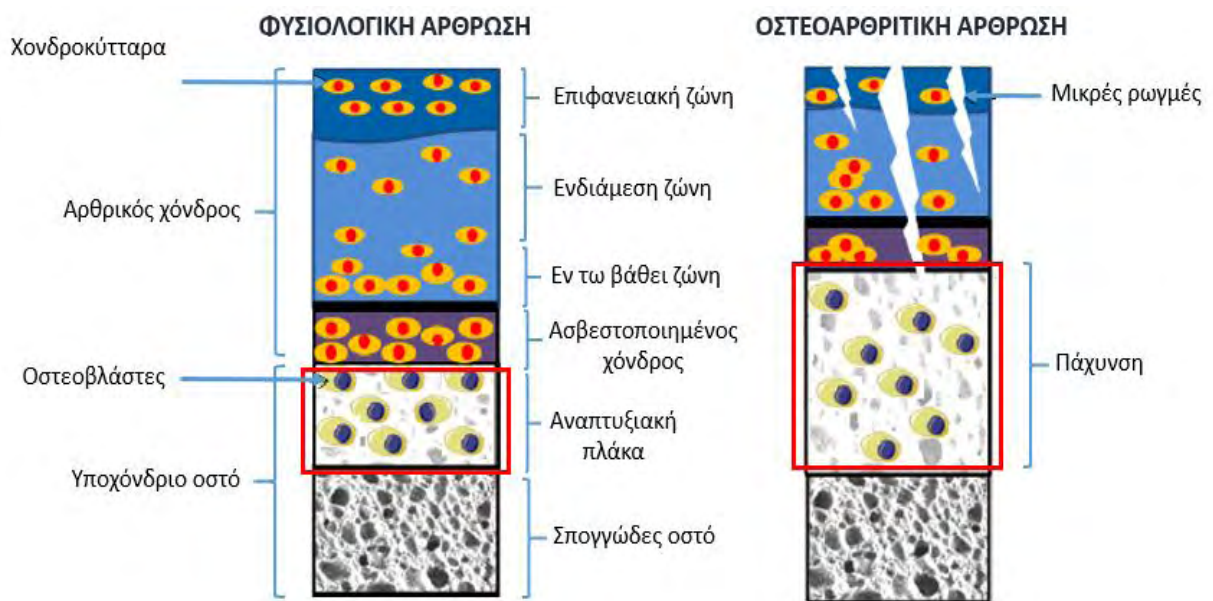 ΦΥΣΙΟΛΟΓΙΚΗ ΑΡΘΡΩΣΗ
Χονδροκύτταρα
Αρθρικός χόνδρος
Οστεοβλάστες
Υποχόνδριο οστό
Επιφανειακή ζώνη
Ενδιάμεση ζώνη
Εν τω βάθει ζώνη
Ασβεστοποιημένος
χόνδρος
Αναπτυξιακή
πλάκα
Σπογγώδες οστό
ΟΣΤΕΟΑΡΘΡΙΤΙΚΗ ΑΡΘΡΩΣΗ
Μικρές ρωγμές
Πάχυνση